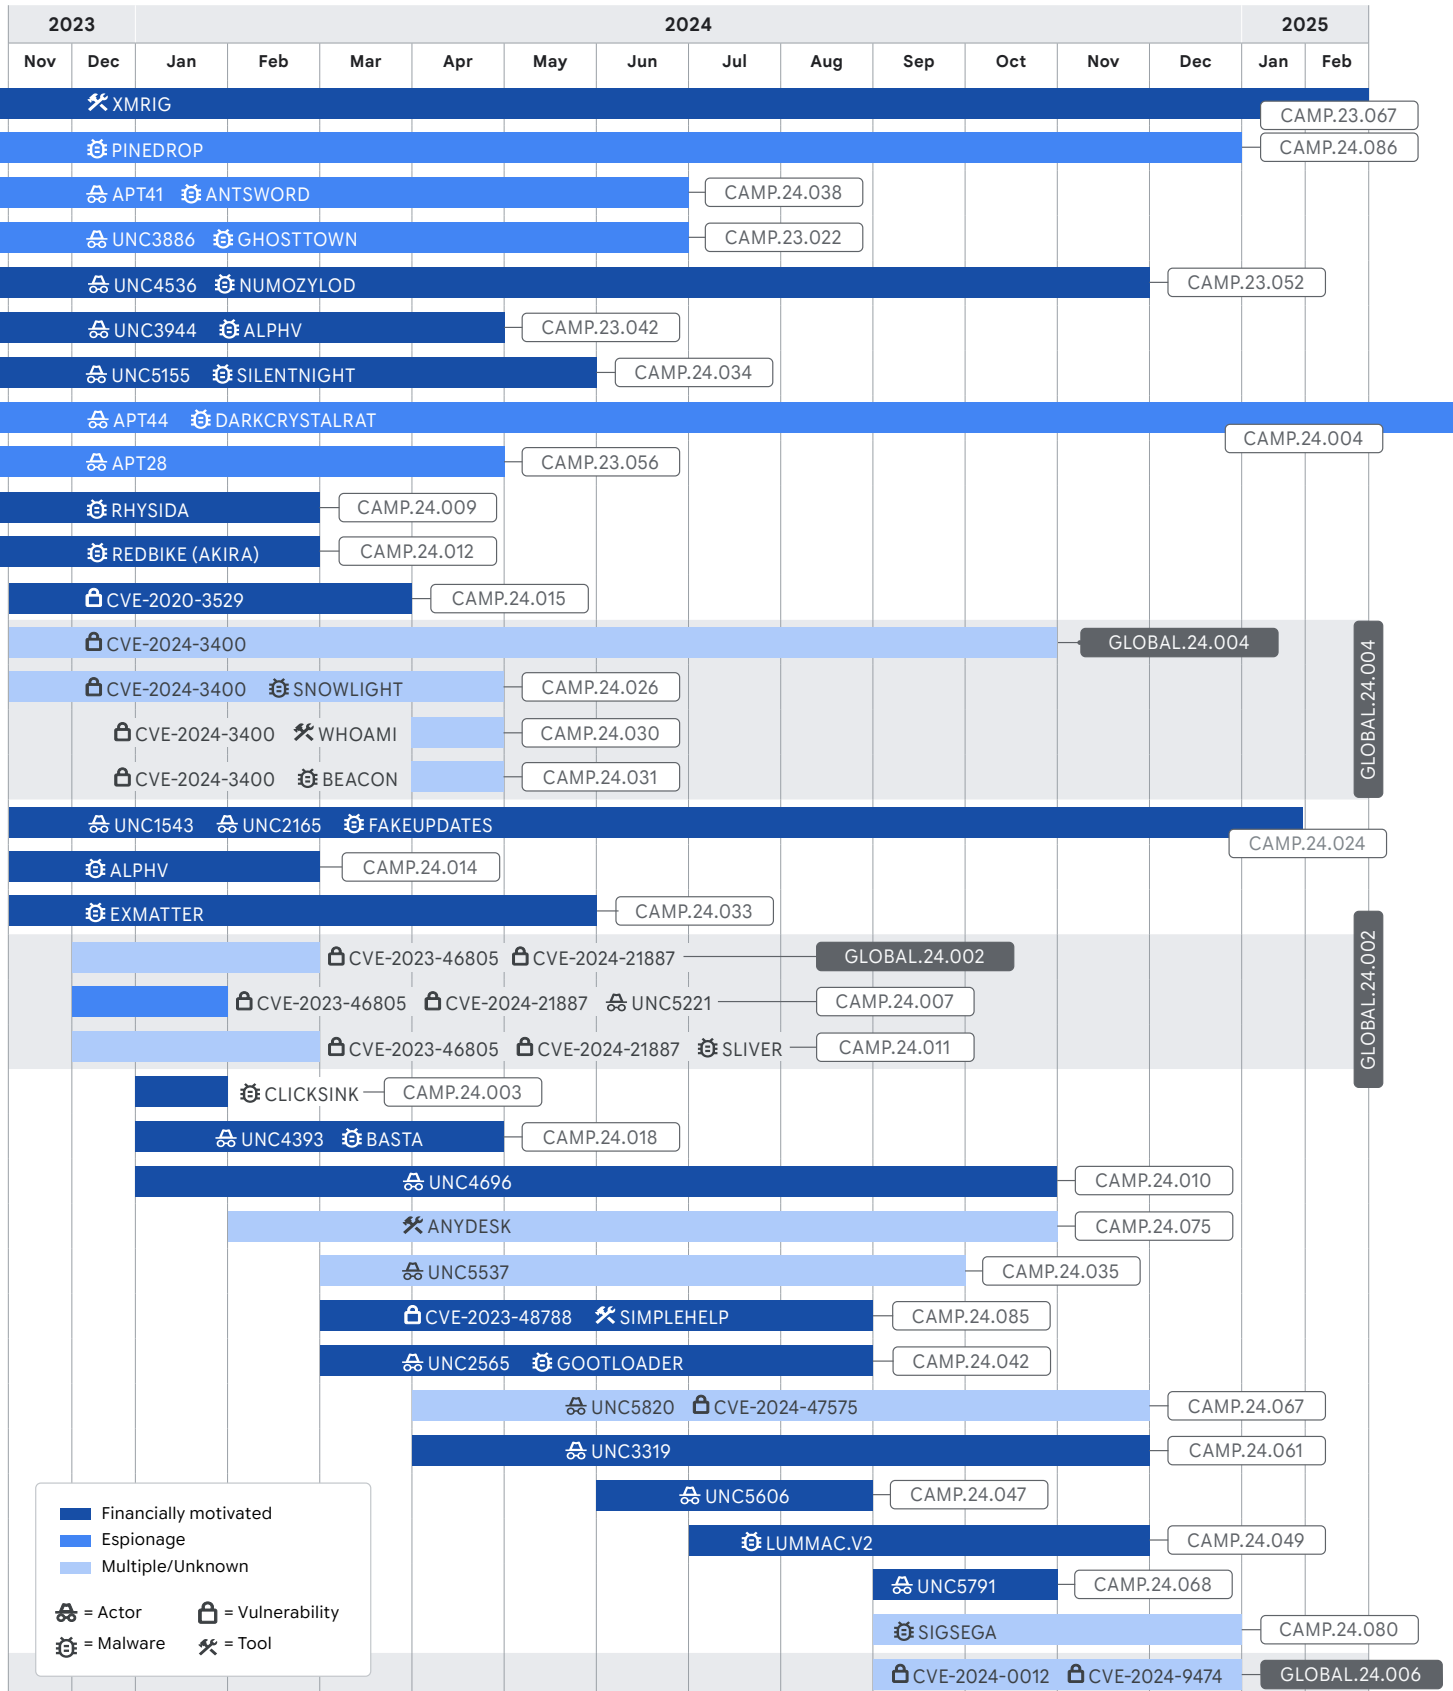 2023 2024 2025
Nov Dec Jan Feb Mar Apr May Jun Jul Aug Sep Oct Nov Dec Jan Feb
XMRIG CAMP.23.067
PINEDROP CAMP.24.086
APT41 ANTSWORD CAMP.24.038
UNC3886 GHOSTTOWN CAMP.23.022
UNC4536 NUMOZYLOD CAMP.23.052
UNC3944 ALPHV CAMP.23.042
UNC5155 SILENTNIGHT CAMP.24.034
APT44 DARKCRYSTALRAT CAMP.24.004
APT28 CAMP.23.056
RHYSIDA CAMP.24.009
REDBIKE (AKIRA) CAMP.24.012
CVE-2020-3529 CAMP.24.015
CVE-2024-3400 GLOBAL.24.004
CVE-2024-3400 SNOWLIGHT CAMP.24.026
CVE-2024-3400 WHOAMI CAMP.24.030
CVE-2024-3400 BEACON CAMP.24.031
GLOBAL.24.004
UNC1543 UNC2165 FAKEUPDATES CAMP.24.024
ALPHV CAMP.24.014
EXMATTER CAMP.24.033
CVE-2023-46805 CVE-2024-21887 GLOBAL.24.002
CVE-2023-46805 CVE-2024-21887 UNC5221 CAMP.24.007
CVE-2023-46805 CVE-2024-21887 SLIVER CAMP.24.011
GLOBAL.24.002
CLICKSINK CAMP.24.003
UNC4393 BASTA CAMP.24.018
UNC4696 CAMP.24.010
ANYDESK CAMP.24.075
UNC5537 CAMP.24.035
CVE-2023-48788 SIMPLEHELP CAMP.24.085
UNC2565 GOOTLOADER CAMP.24.042
UNC5820 CVE-2024-47575 CAMP.24.067
UNC3319 CAMP.24.061
UNC5606 CAMP.24.047
LUMMAC.V2 CAMP.24.049
UNC5791 CAMP.24.068
SIGSEGA CAMP.24.080
CVE-2024-0012 CVE-2024-9474 GLOBAL.24.006
Financially motivated
Espionage
Multiple/Unknown
= Actor = Vulnerability
= Malware = Tool